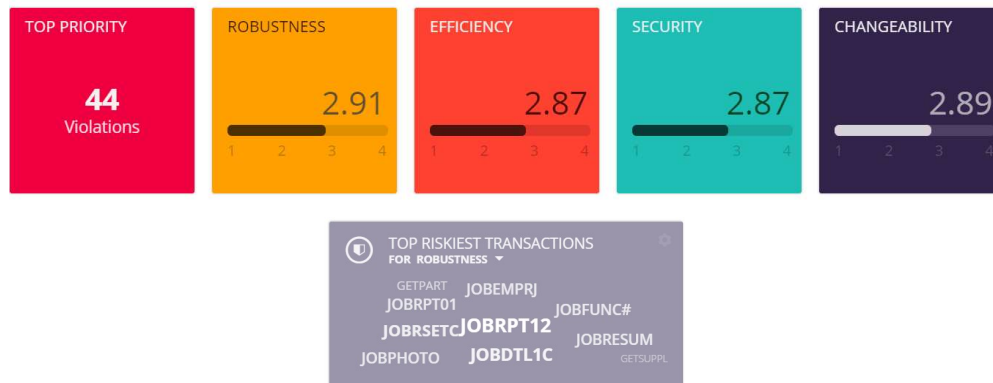 TOP PRIORITY
44
Violations
ROBUSTNESS
2.91
1 2 3 4
EFFICIENCY
2.87
1 2 3 4
SECURITY
2.87
1 2 3 4
CHANGEABILITY
2.89
1 2 3 4
TOP RISKIEST TRANSACTIONS
FOR ROBUSTNESS
GETPART JOBEMPRJ
JOBRPT01 JOBFUNC#
JOBRSETC JOBRPT12
JOBRESUM
JOBPHOTO JOBDTL1C GETSUPPL